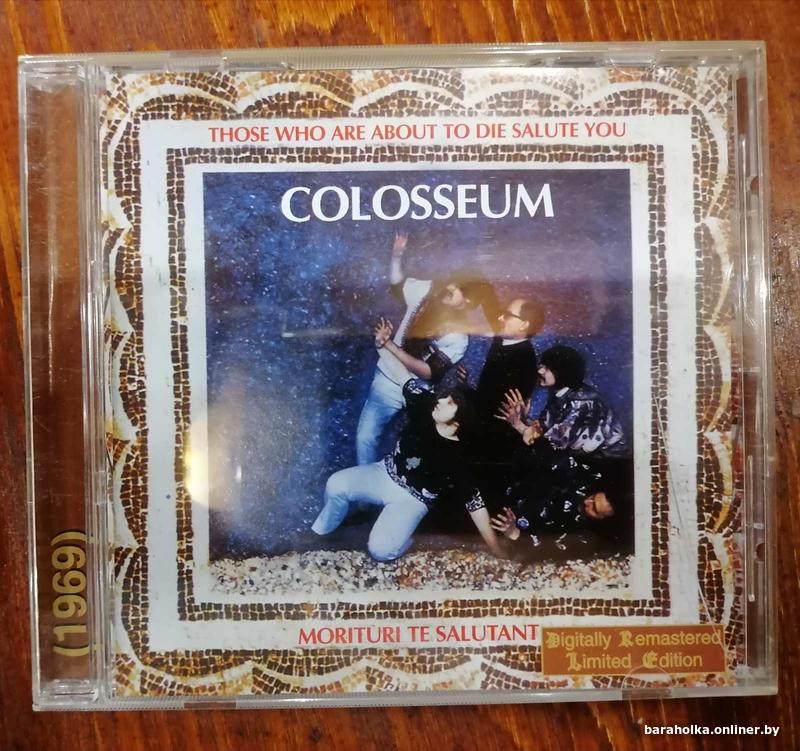 THOSE WHO ARE ABOUT TO DIE SALUTE YOU
COLOSSEUM
(1969)
MORITURI TE SALUTANT
Digitally Remastered
Limited Edition
baraholka.onliner.by